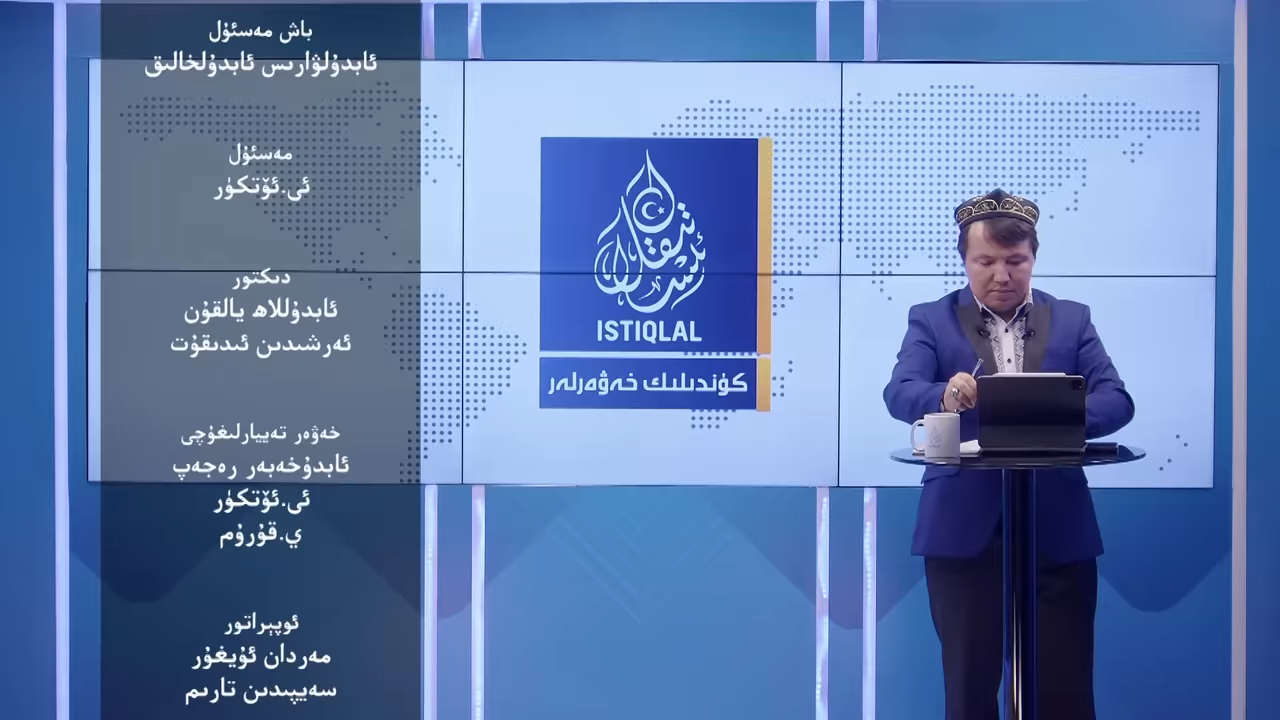 باش مەسئۇل
ئابدۇلۋارىس ئابدۇلخالىق
مەسئۇل
ئى.ئۆتكۈر
دىكتور
ئابدۇللاھ يالقۇن
ئەرشىدىن ئىدىقۇت
خەۋەر تەييارلىغۇچى
ئابدۇخەبەر رەجەپ
ئى.ئۆتكۈر
ي.قۇرۇم
ئوپېراتور
مەردان ئۇيغۇر
سەيپىدىن تارىم
ئىستىقلال
ISTIQLAL
كۈندىلىك خەۋەرلەر